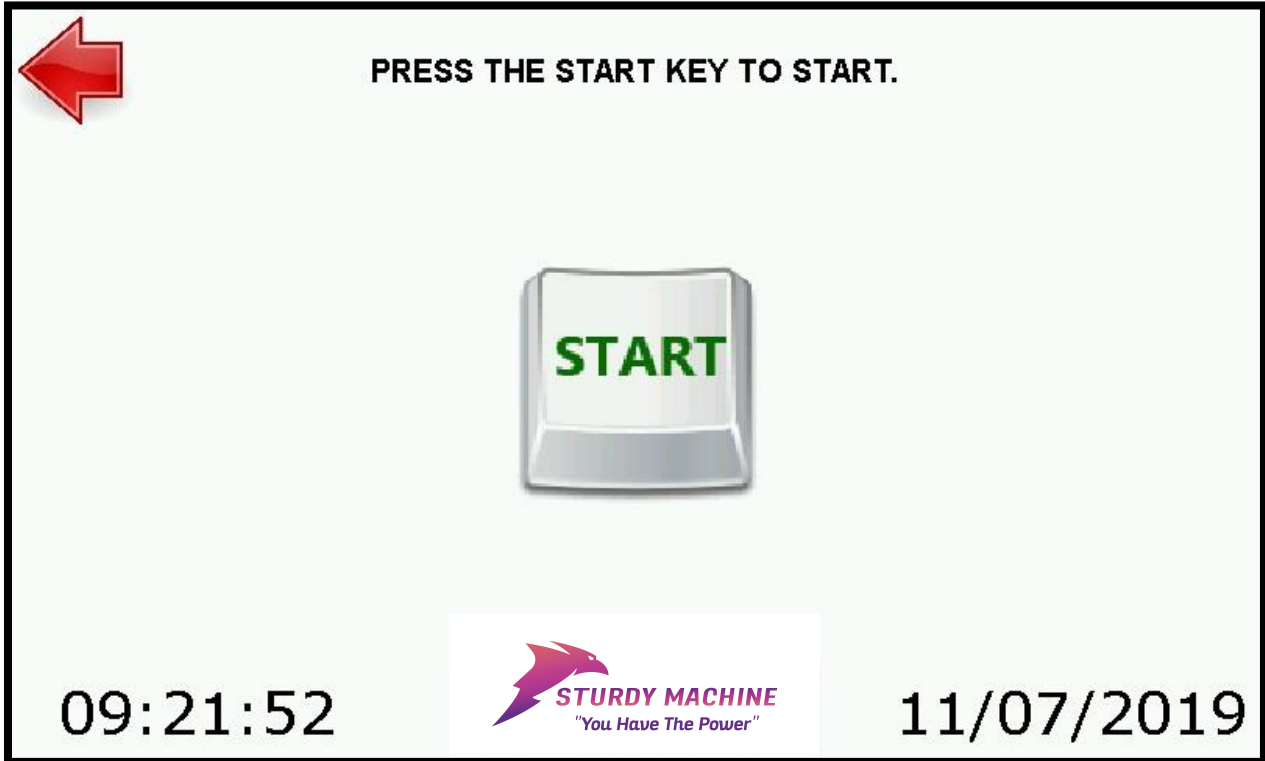 PRESS THE START KEY TO START.
START
STURDY MACHINE
"You Have The Power"
09:21:52
11/07/2019